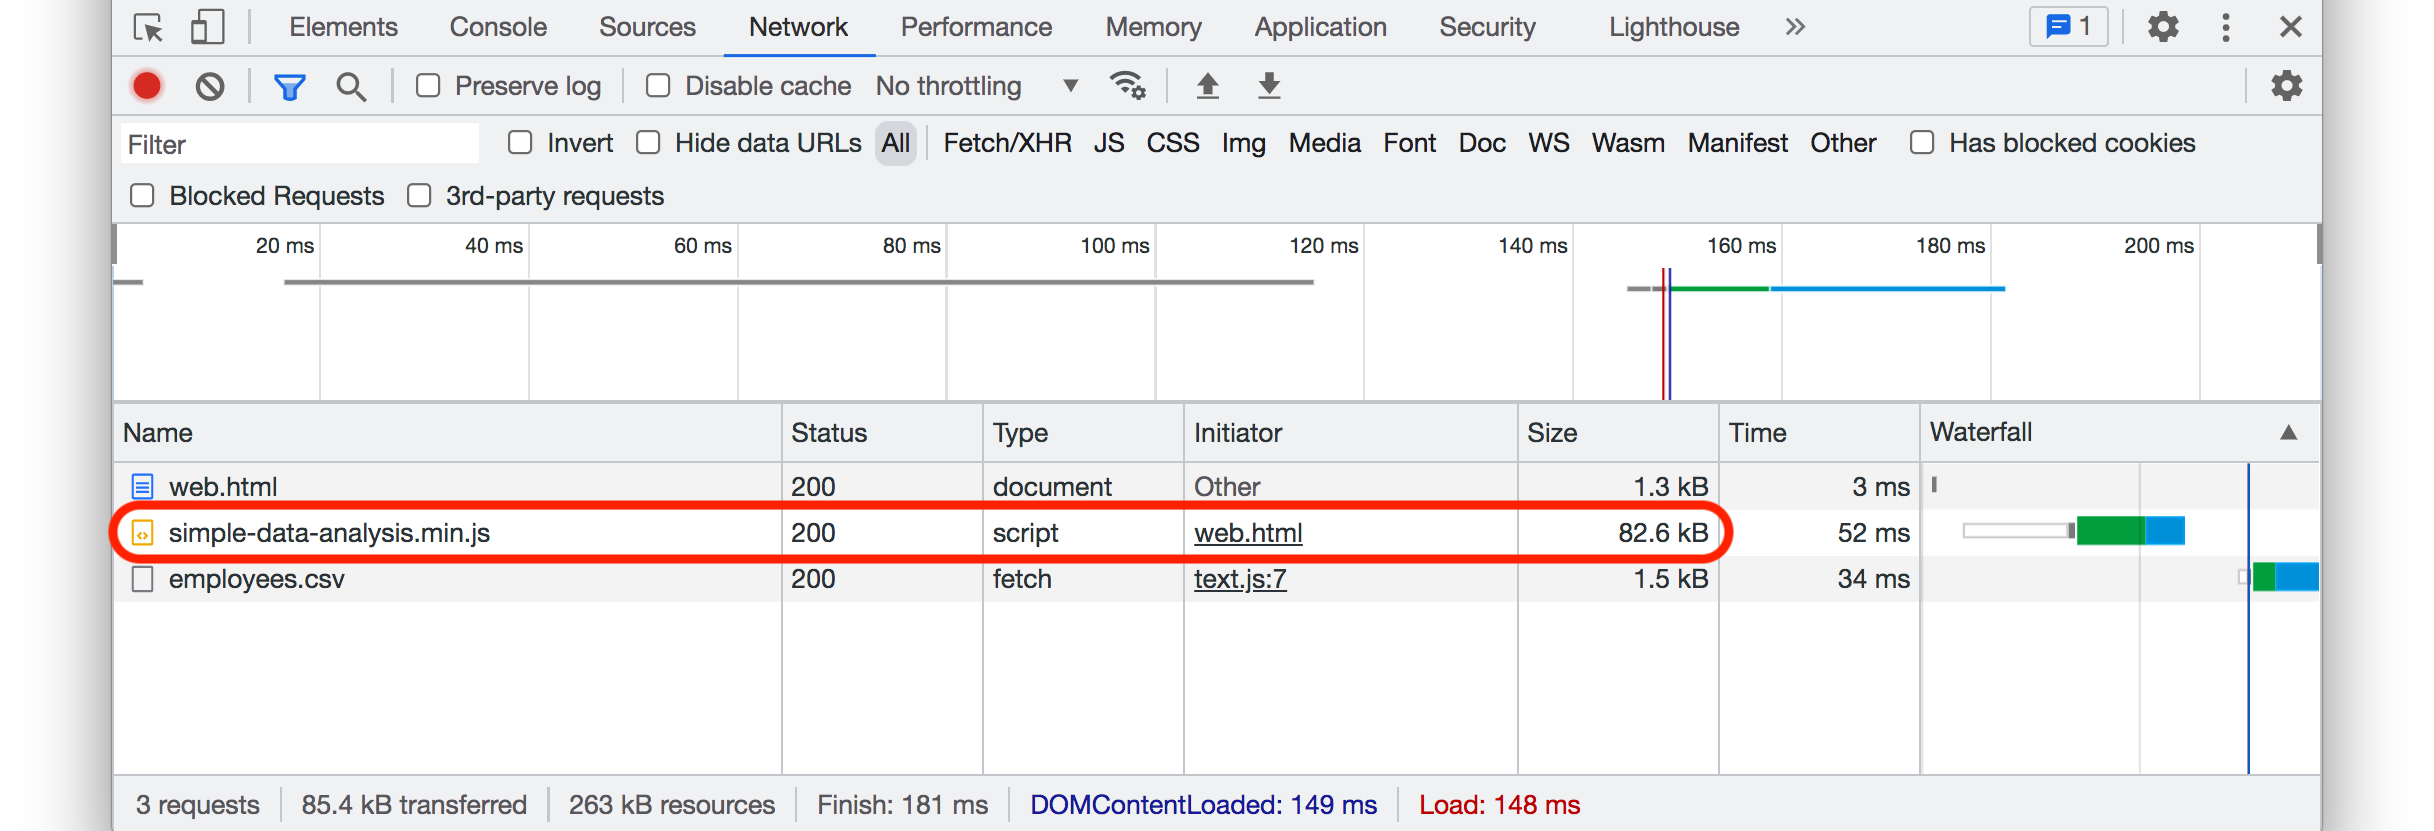 Elements Console Sources Network Performance Memory Application Security Lighthouse » 1
Preserve log Disable cache No throttling
Filter Invert Hide data URLs All Fetch/XHR JS CSS Img Media Font Doc WS Wasm Manifest Other Has blocked cookies
Blocked Requests 3rd-party requests
20 ms 40 ms 60 ms 80 ms 100 ms 120 ms 140 ms 160 ms 180 ms 200 ms
Name Status Type Initiator Size Time Waterfall
web.html 200 document Other 1.3 kB 3 ms
simple-data-analysis.min.js 200 script web.html 82.6 kB 52 ms
employees.csv 200 fetch text.js:7 1.5 kB 34 ms
3 requests 85.4 kB transferred 263 kB resources Finish: 181 ms DOMContentLoaded: 149 ms Load: 148 ms